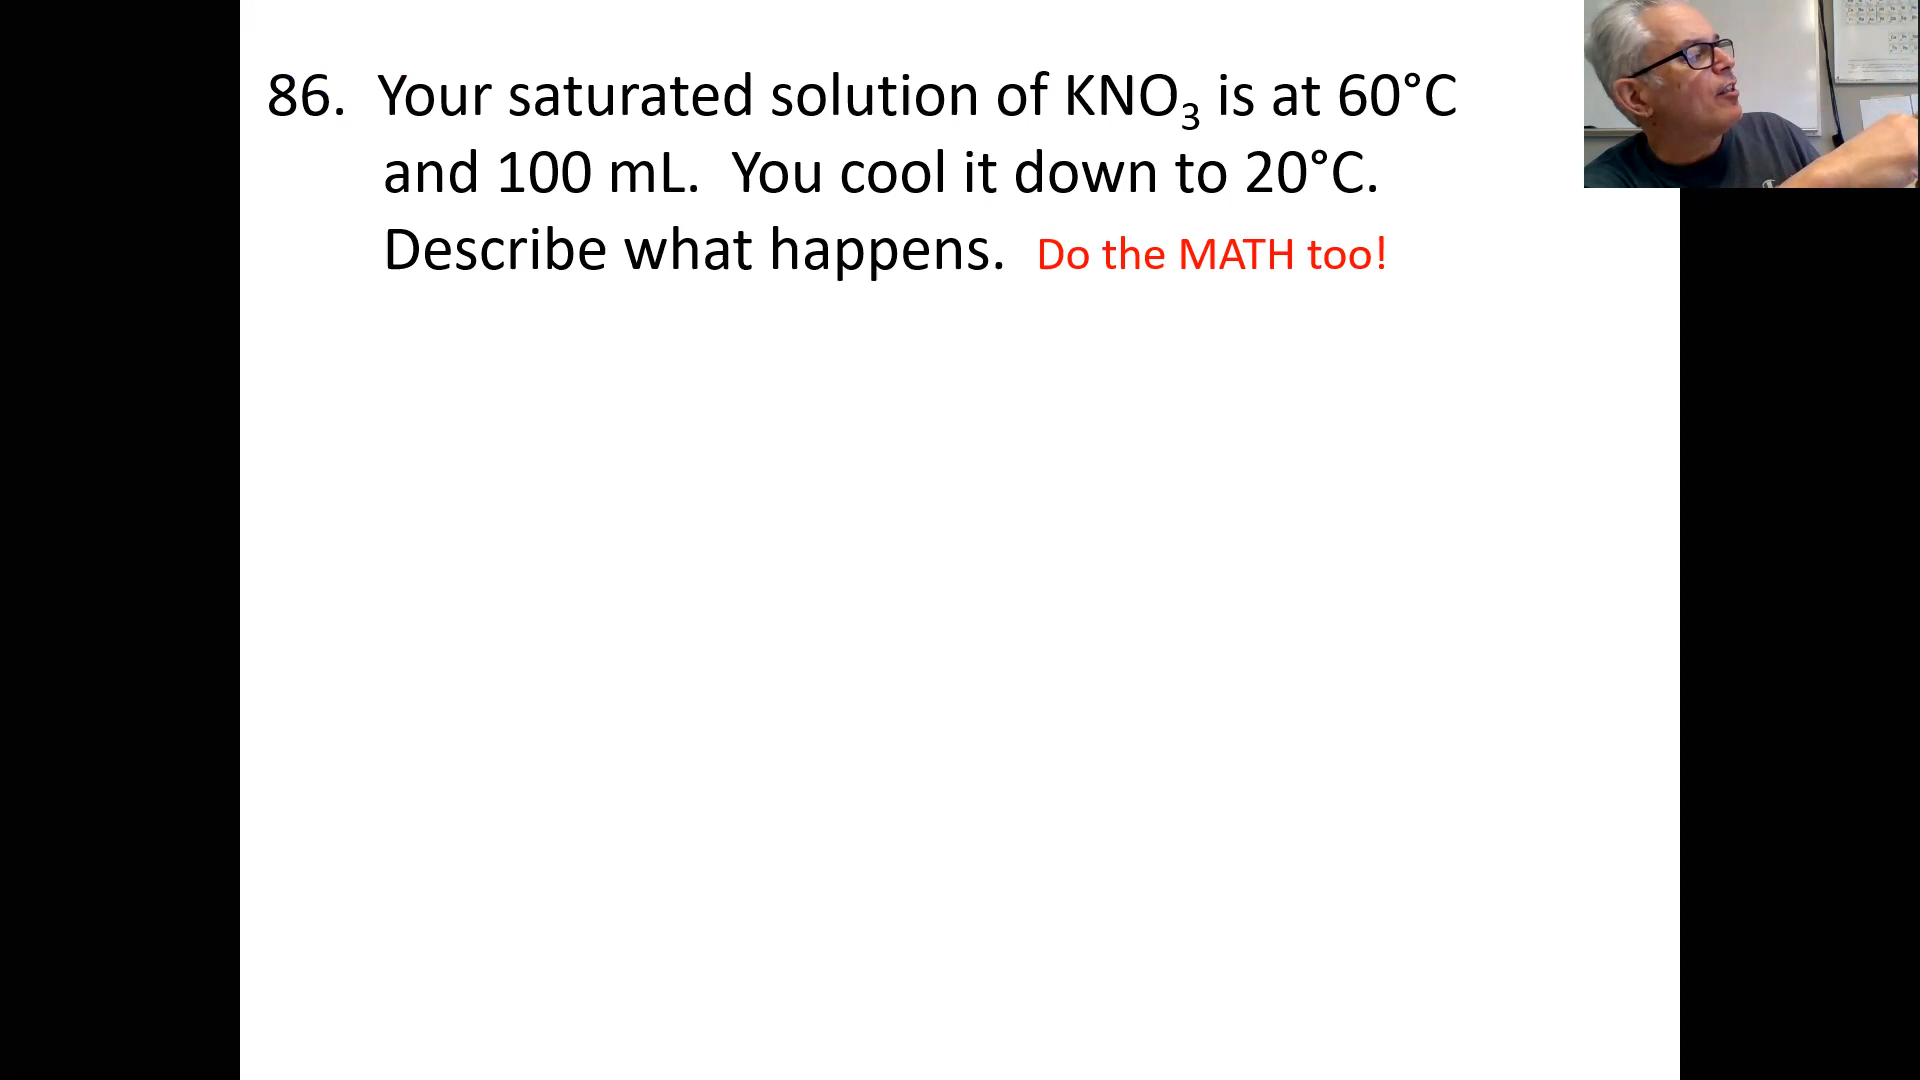 86. Your saturated solution of KNO₃ is at 60°C
and 100 mL. You cool it down to 20°C.
Describe what happens. Do the MATH too!